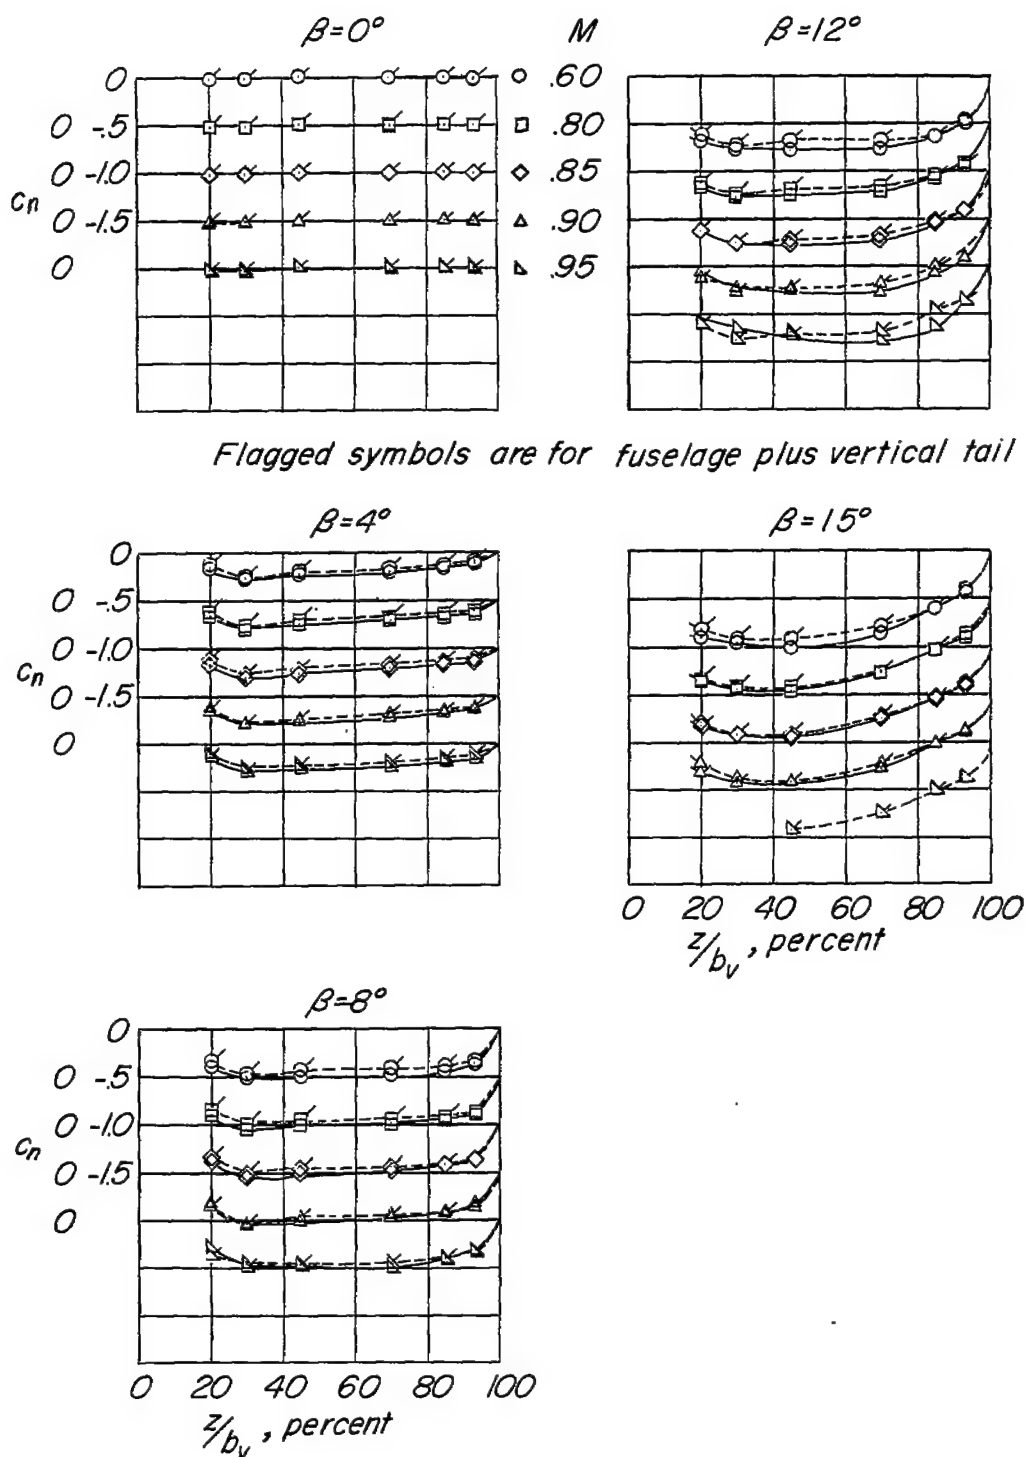 β=0° M β=12°
0 .60
0 -.5 .80
0 -1.0 .85
cn
0 -1.5 .90
0 .95
Flagged symbols are for fuselage plus vertical tail
β=4° β=15°
0
0 -.5
0 -1.0
cn
0 -1.5
0
0 20 40 60 80 100
z/bv, percent
β=8°
0
0 -.5
0 -1.0
cn
0 -1.5
0
0 20 40 60 80 100
z/bv, percent